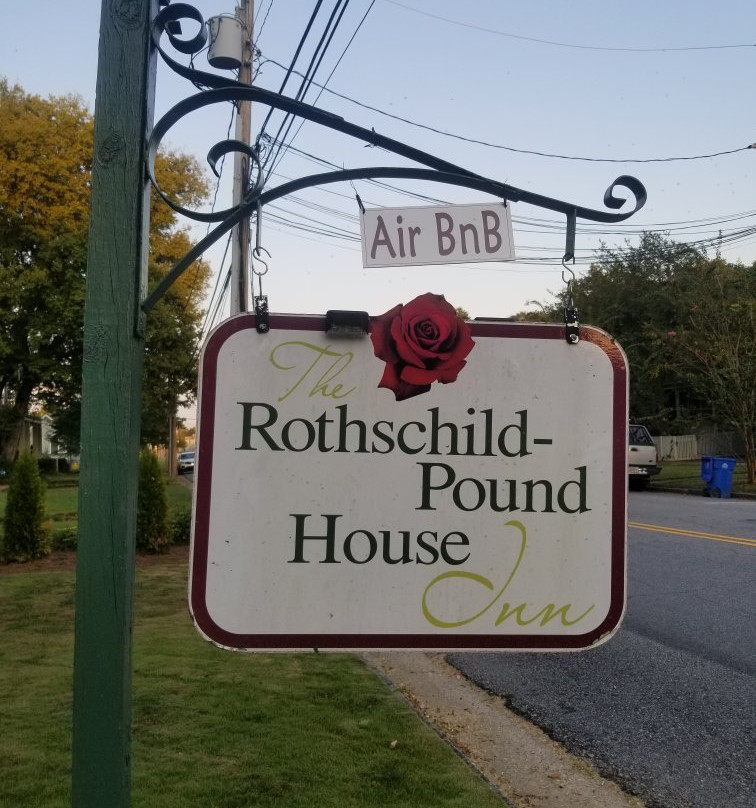 Air BnB
The
Rothschild-
Pound
House
Inn